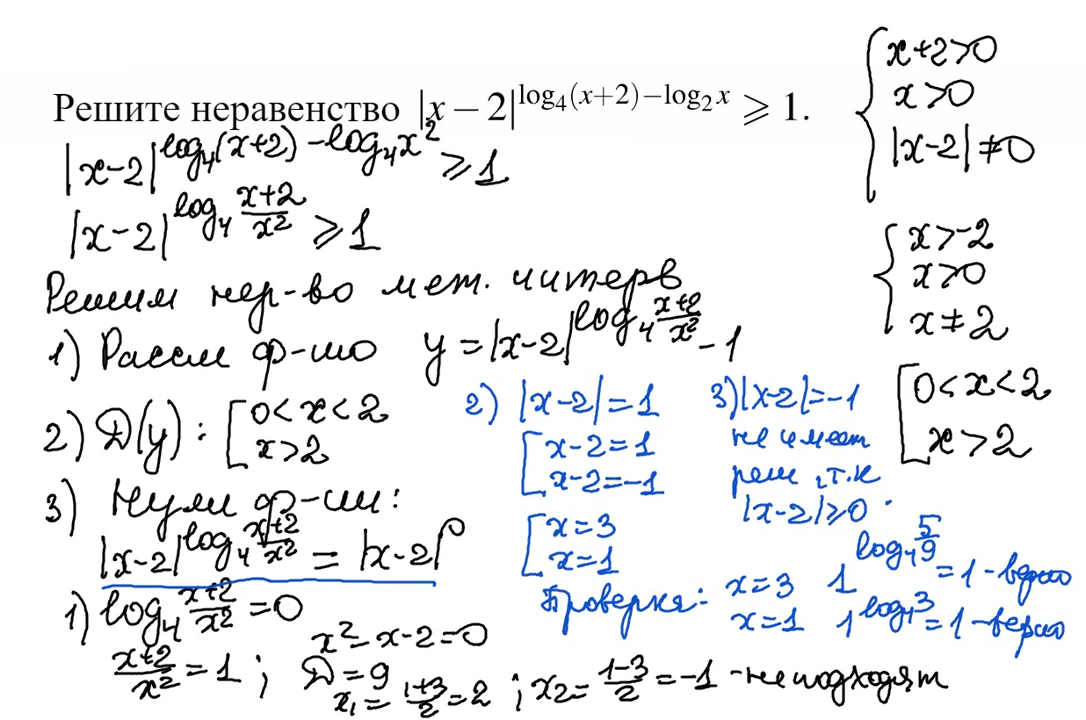 Решите неравенство |x − 2|^{log₄(x+2)−log₂x} ⩾ 1.
|x-2|^{log₄(x+2) - log₄x²} ⩾ 1
|x-2|^{log₄ (x+2)/x²} ⩾ 1
Решим нер-во мет. интерв
1) Рассм ф-ию y = |x-2|^{log₄ (x+2)/x²} - 1
2) D(y): [ 0<x<2
x>2
3) Нули ф-ии:
|x-2|^{log₄ (x+2)/x²} = |x-2|⁰
1) log₄ (x+2)/x² = 0
(x+2)/x² = 1 ;
x²-x-2=0
D=9
x₁ = (1+3)/2 = 2 ; x₂ = (1-3)/2 = -1 - не подходят
2) |x-2|=1
[ x-2=1
x-2=-1
[ x=3
x=1
Проверка: x=3 1^{log₄ 5/9} = 1 - верно
x=1 1^{log₄ 3} = 1 - верно
3) |x-2|=-1
не имеет
реш, т.к
|x-2|⩾0.
{ x+2>0
x>0
|x-2|≠0
{ x>-2
x>0
x≠2
[ 0<x<2
x>2